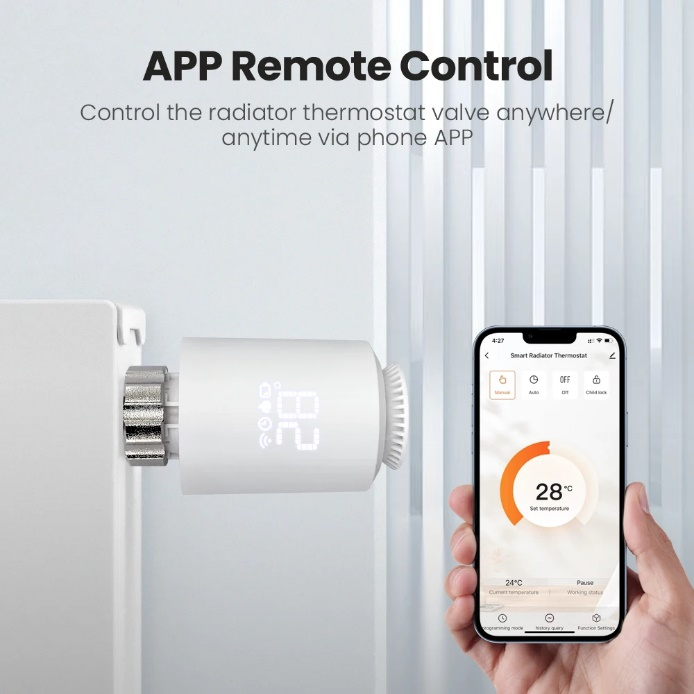 APP Remote Control
Control the radiator thermostat valve anywhere/
anytime via phone APP
28°
4:27
Smart Radiator Thermostat
OFF
Manual Auto Off Child lock
28°C
Set temperature
24°C Pause
Current temperature Working status
programming mode history query Function Settings